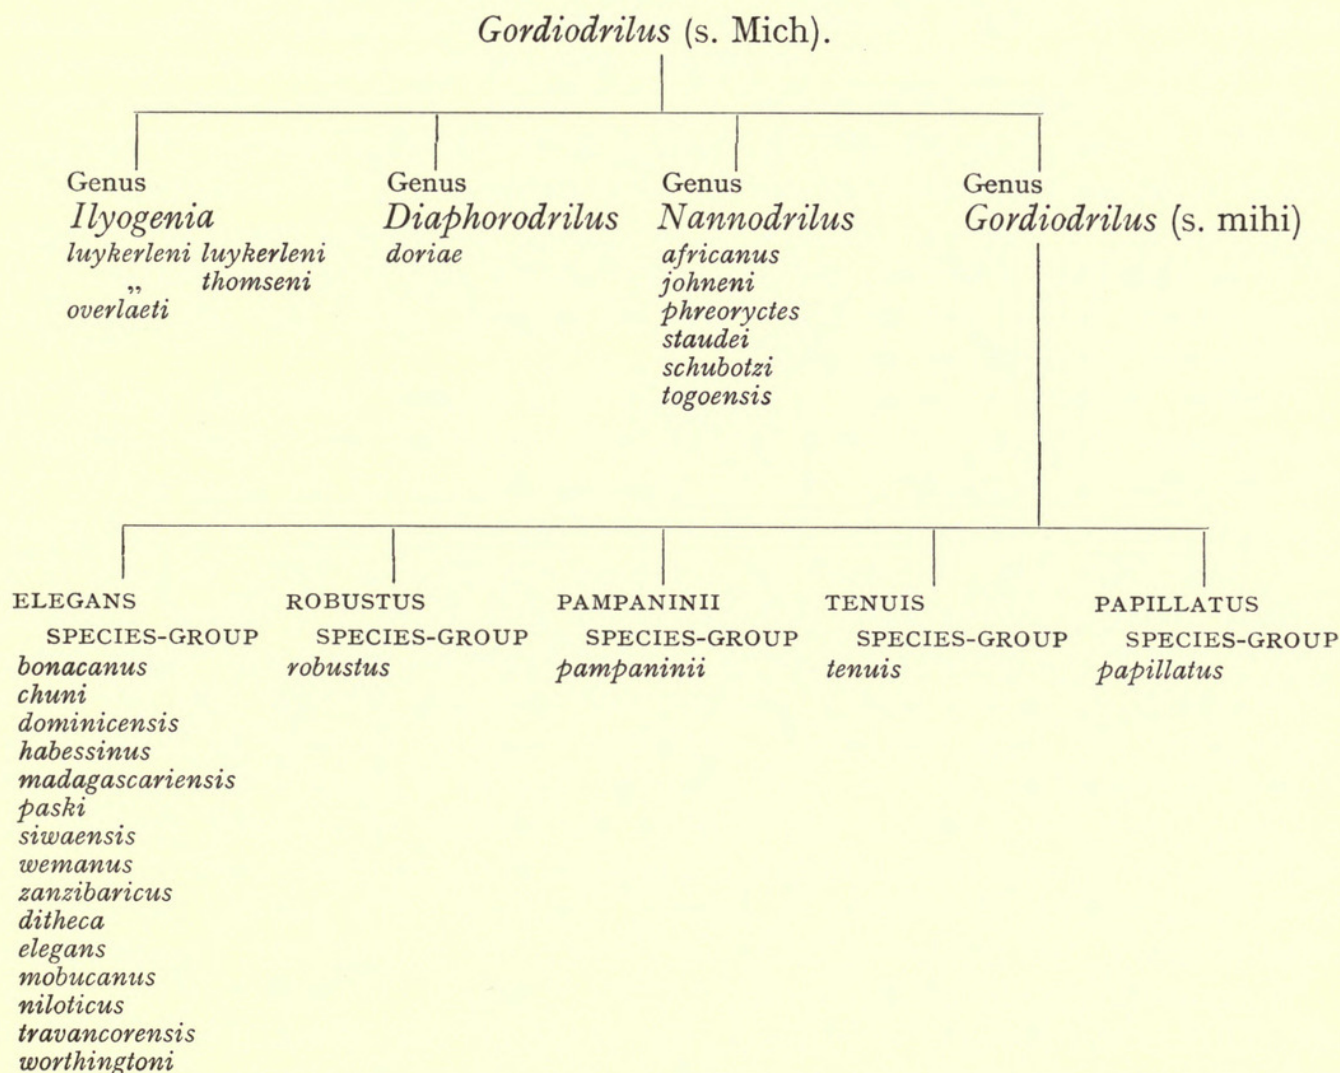 Gordiodrilus (s. Mich).
Genus
Ilyogenia
luykerleni luykerleni
„ thomseni
overlaeti
Genus
Diaphorodrilus
doriae
Genus
Nannodrilus
africanus
johneni
phreoryctes
staudei
schubotzi
togoensis
Genus
Gordiodrilus (s. mihi)
ELEGANS
SPECIES-GROUP
bonacanus
chuni
dominicensis
habessinus
madagascariensis
paski
siwaensis
wemanus
zanzibaricus
ditheca
elegans
mobucanus
niloticus
travancorensis
worthingtoni
ROBUSTUS
SPECIES-GROUP
robustus
PAMPANINII
SPECIES-GROUP
pampaninii
TENUIS
SPECIES-GROUP
tenuis
PAPILLATUS
SPECIES-GROUP
papillatus